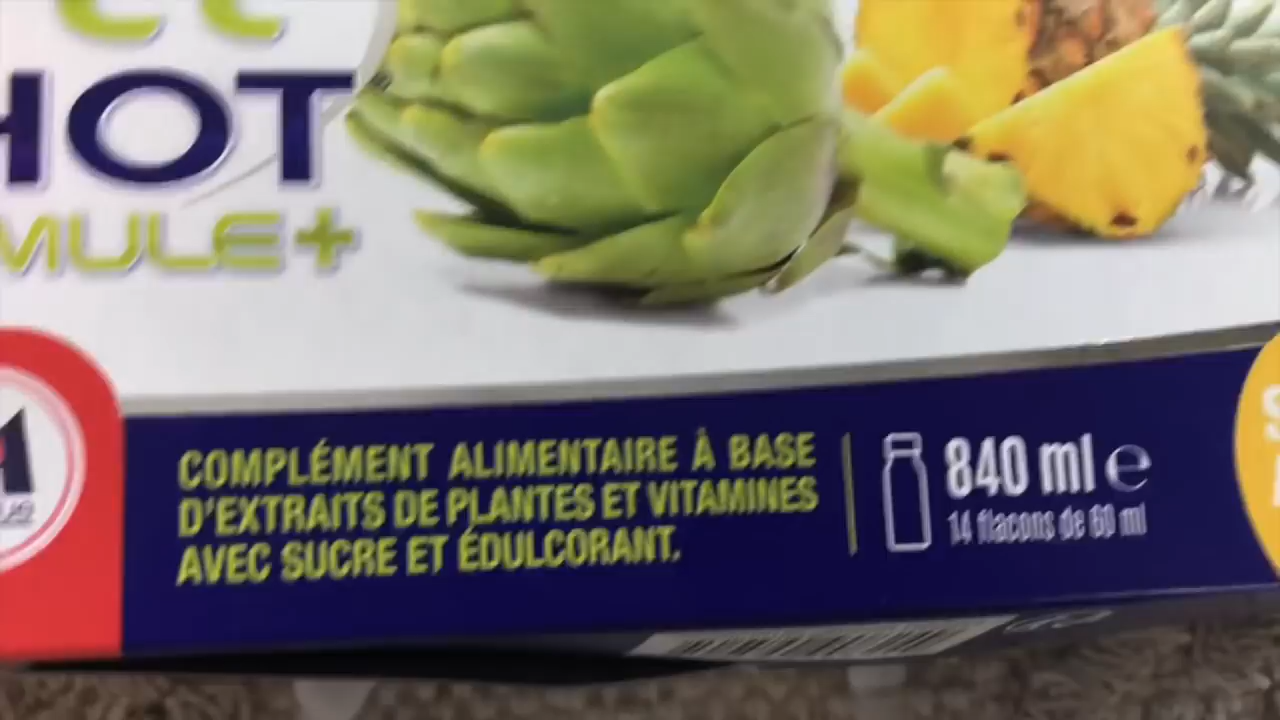 HOT
MULE+
COMPLÉMENT ALIMENTAIRE À BASE
D'EXTRAITS DE PLANTES ET VITAMINES
AVEC SUCRE ET ÉDULCORANT.
840 ml e
14 flacons de 60 ml